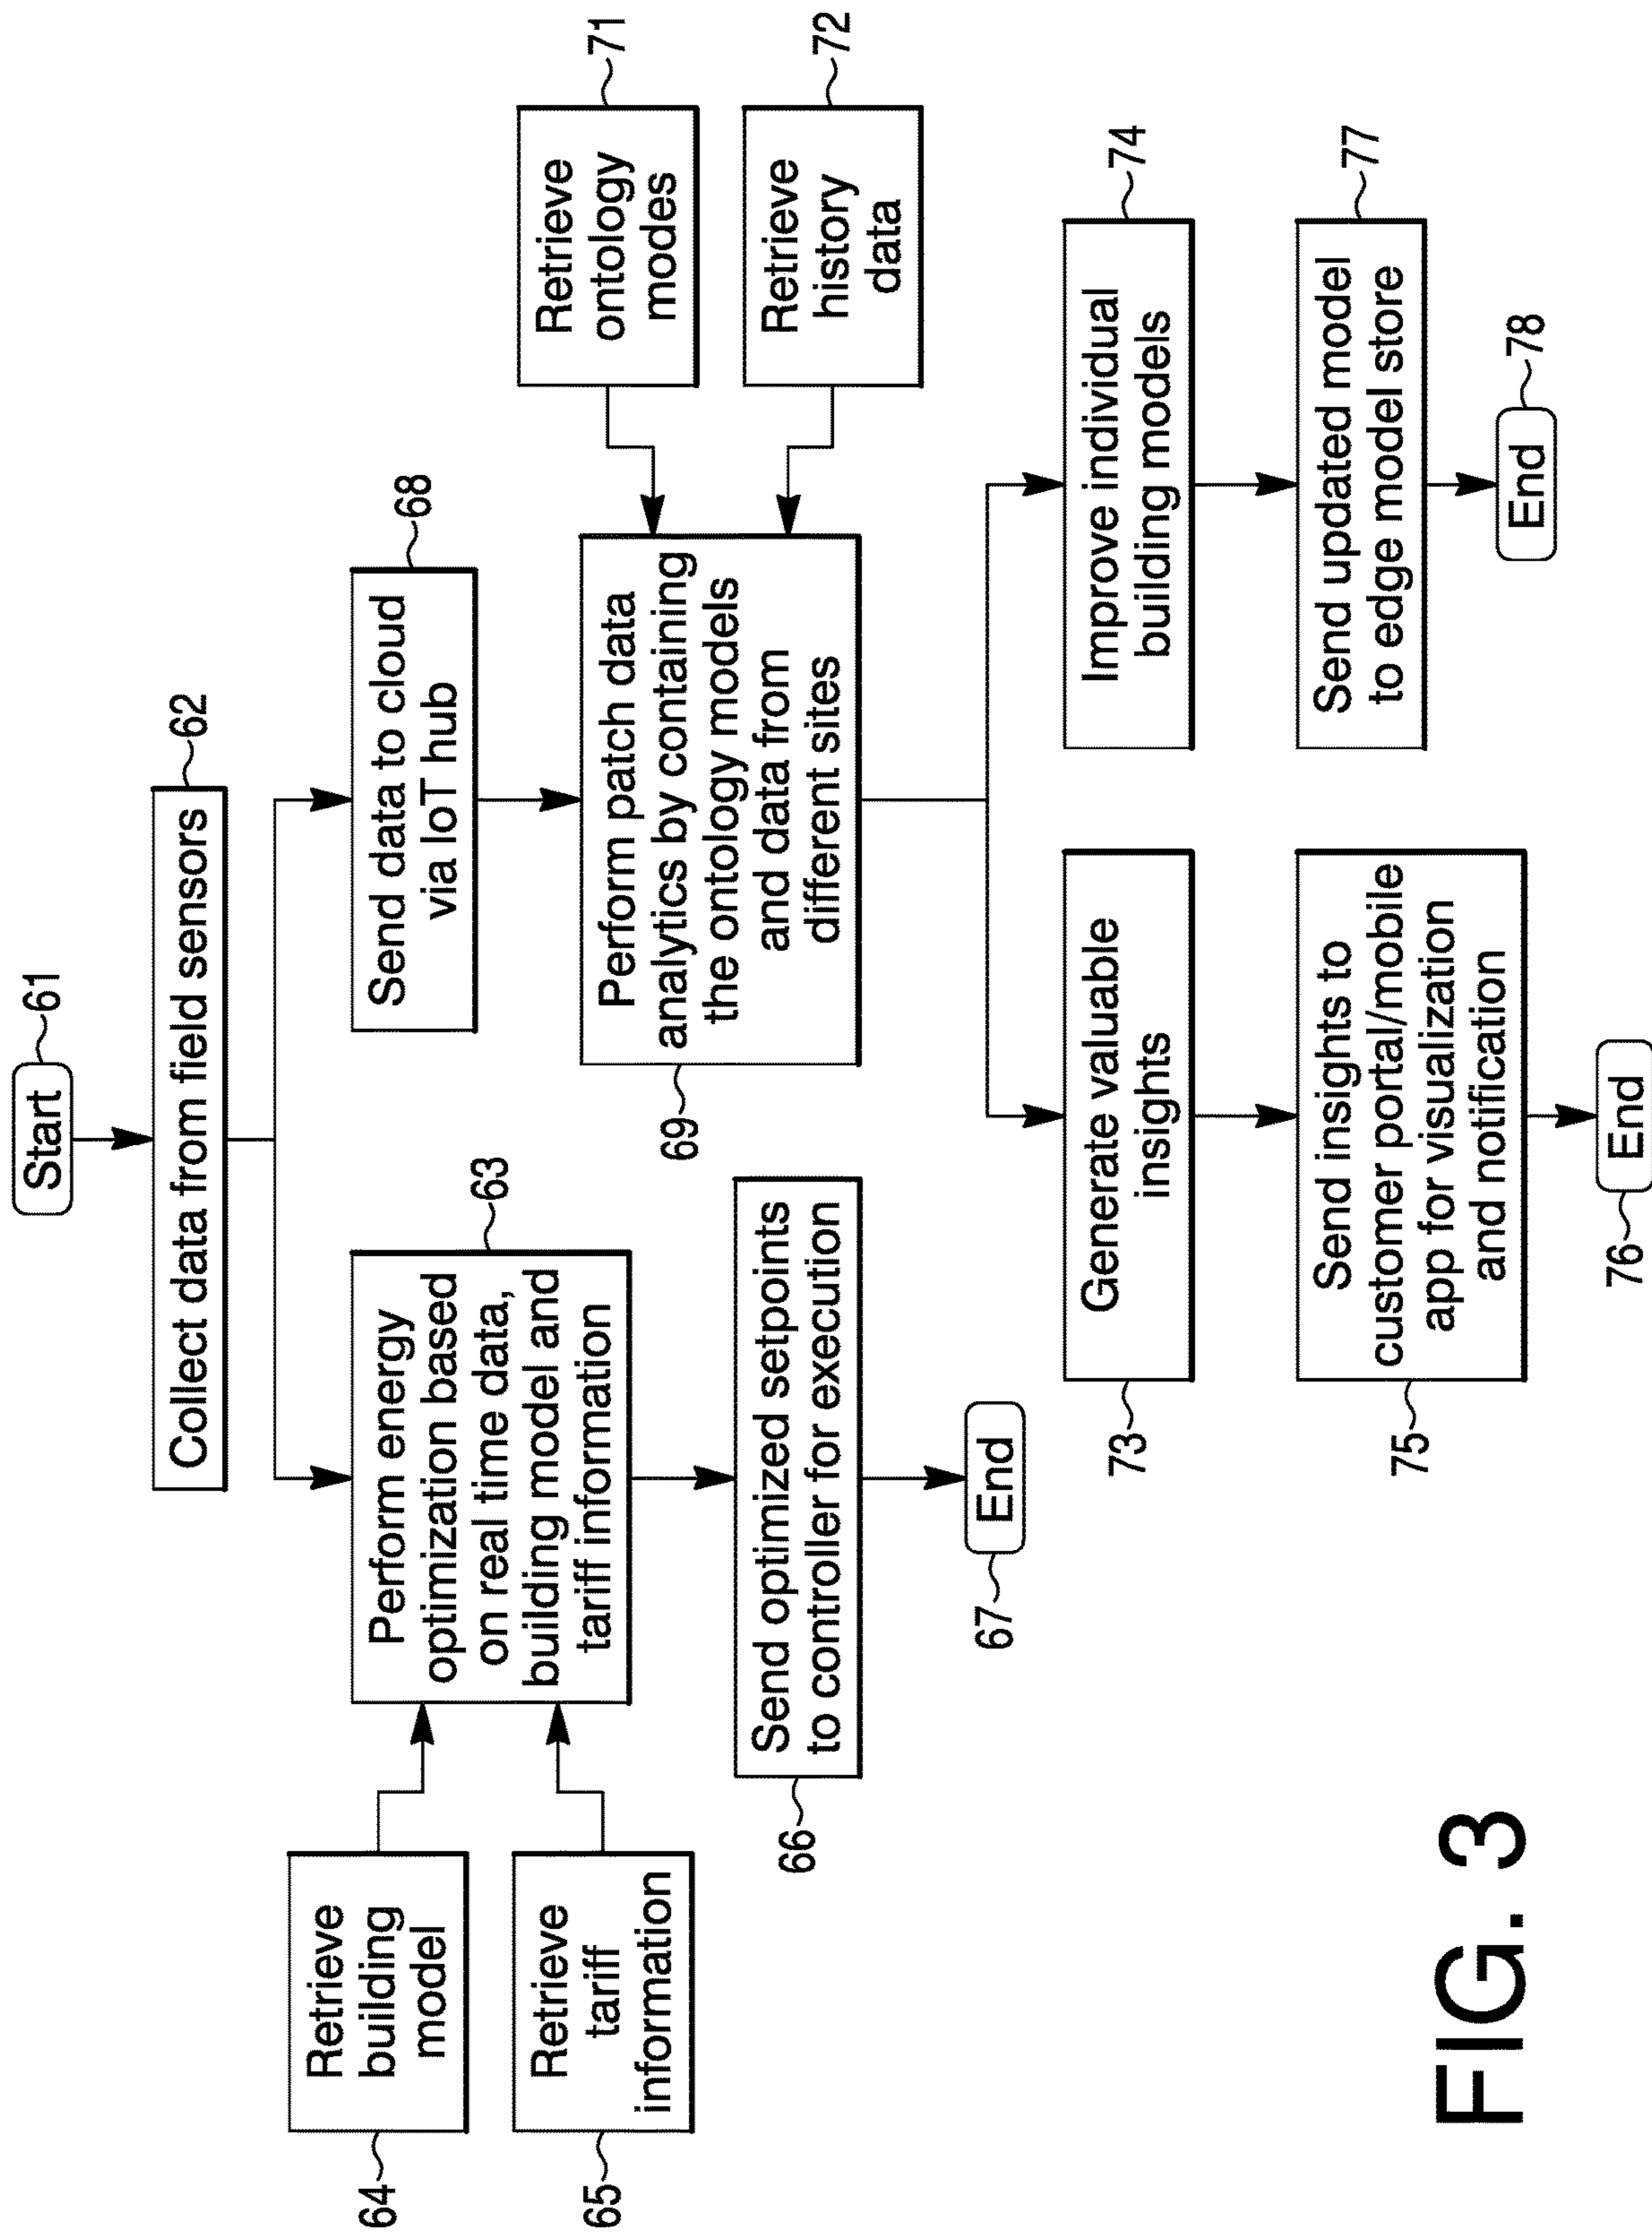 Start
61
Collect data from field sensors
62
Perform energy
optimization based
on real time data,
building model and
tariff information
63
Retrieve
building
model
64
Retrieve
tariff
information
65
Send optimized setpoints
to controller for execution
66
End
67
Send data to cloud
via IoT hub
68
Perform patch data
analytics by containing
the ontology models
and data from
different sites
69
Retrieve
ontology
modes
71
Retrieve
history
data
72
Generate valuable
insights
73
Improve individual
building models
74
Send insights to
customer portal/mobile
app for visualization
and notification
75
End
76
Send updated model
to edge model store
77
End
78
FIG. 3